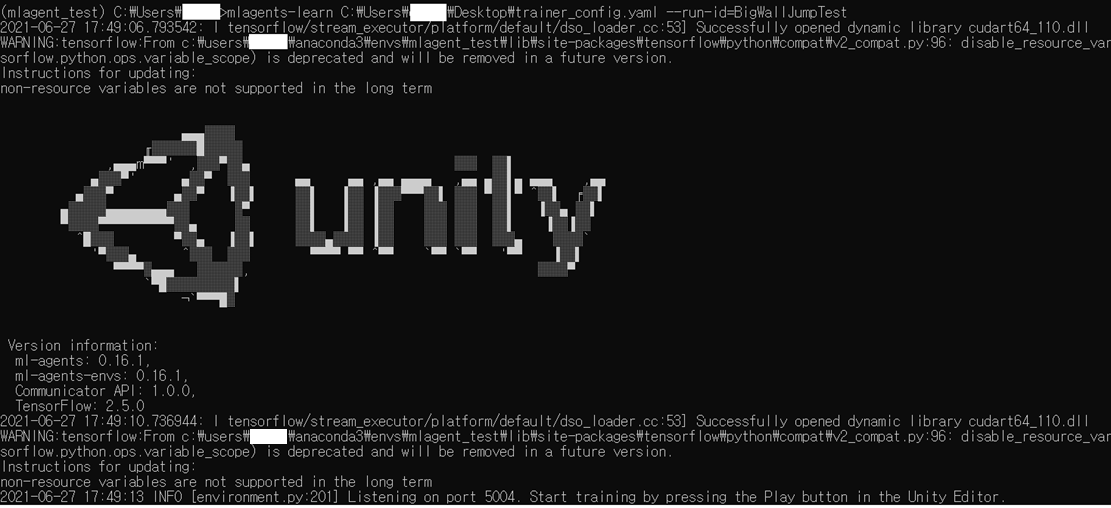 (mlagent_test) C:\Users\>mlagents-learn C:\Users\\Desktop\trainer_config.yaml --run-id=BigWallJumpTest
2021-06-27 17:49:06.793542: I tensorflow/stream_executor/platform/default/dso_loader.cc:53] Successfully opened dynamic library cudart64_110.dll
WARNING:tensorflow:From c:₩users₩₩anaconda3₩envs₩mlagent_test₩lib₩site-packages₩tensorflow₩python₩compat₩v2_compat.py:96: disable_resource_var
sorflow.python.ops.variable_scope) is deprecated and will be removed in a future version.
Instructions for updating:
non-resource variables are not supported in the long term
unity
Version information:
ml-agents: 0.16.1,
ml-agents-envs: 0.16.1,
Communicator API: 1.0.0,
TensorFlow: 2.5.0
2021-06-27 17:49:10.736944: I tensorflow/stream_executor/platform/default/dso_loader.cc:53] Successfully opened dynamic library cudart64_110.dll
WARNING:tensorflow:From c:₩users₩₩anaconda3₩envs₩mlagent_test₩lib₩site-packages₩tensorflow₩python₩compat₩v2_compat.py:96: disable_resource_var
sorflow.python.ops.variable_scope) is deprecated and will be removed in a future version.
Instructions for updating:
non-resource variables are not supported in the long term
2021-06-27 17:49:13 INFO [environment.py:201] Listening on port 5004. Start training by pressing the Play button in the Unity Editor.